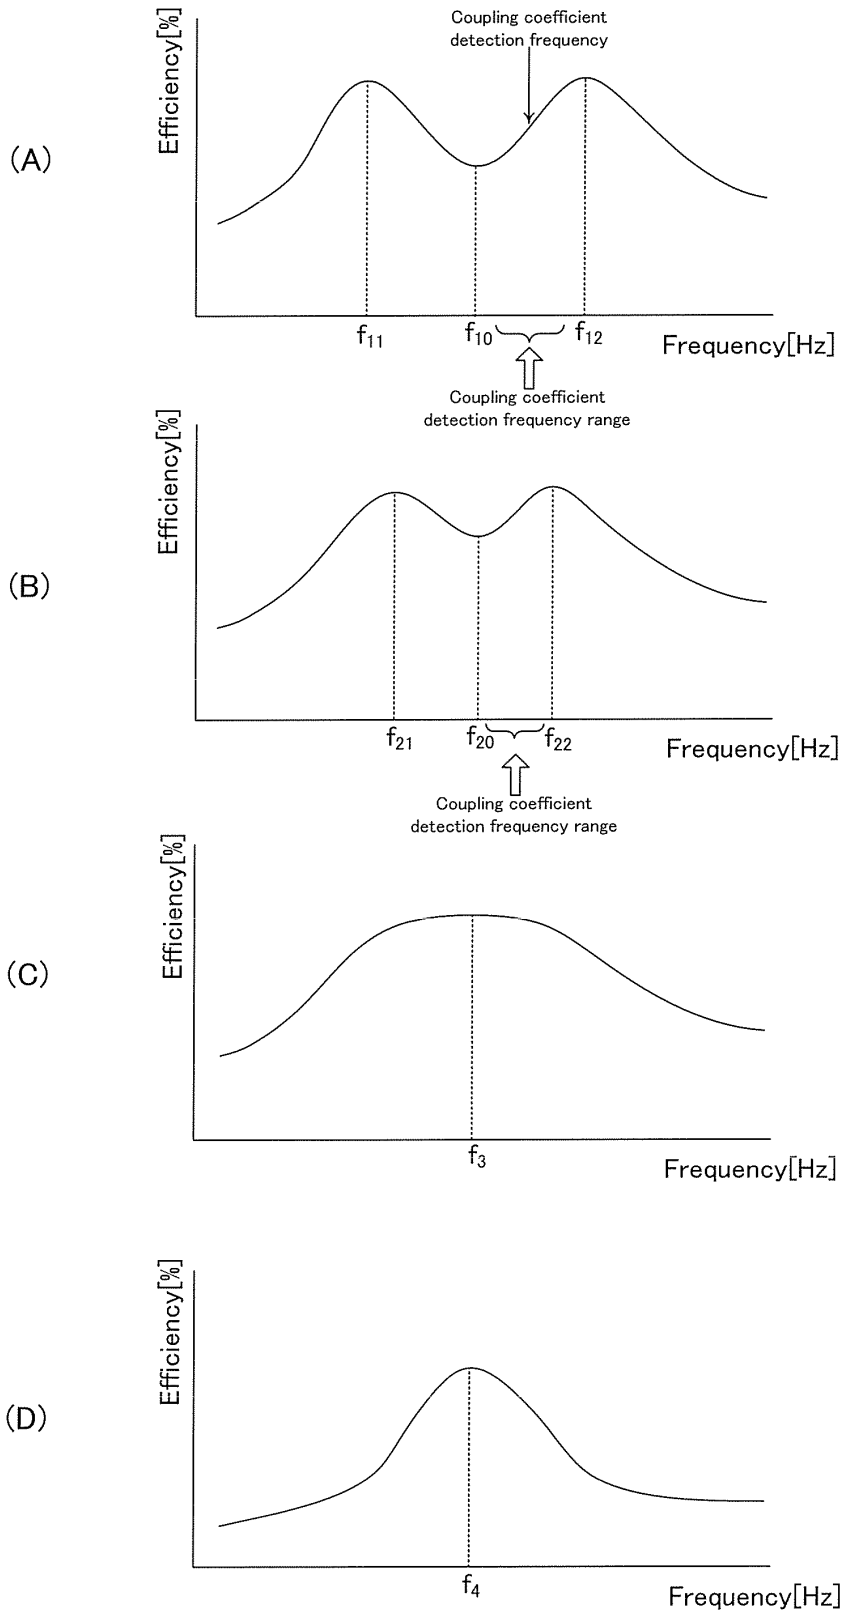 Coupling coefficient
detection frequency
Efficiency[%]
(A)
f11
f10
f12
Frequency[Hz]
Coupling coefficient
detection frequency range
Efficiency[%]
(B)
f21
f20
f22
Frequency[Hz]
Coupling coefficient
detection frequency range
Efficiency[%]
(C)
f3
Frequency[Hz]
Efficiency[%]
(D)
f4
Frequency[Hz]